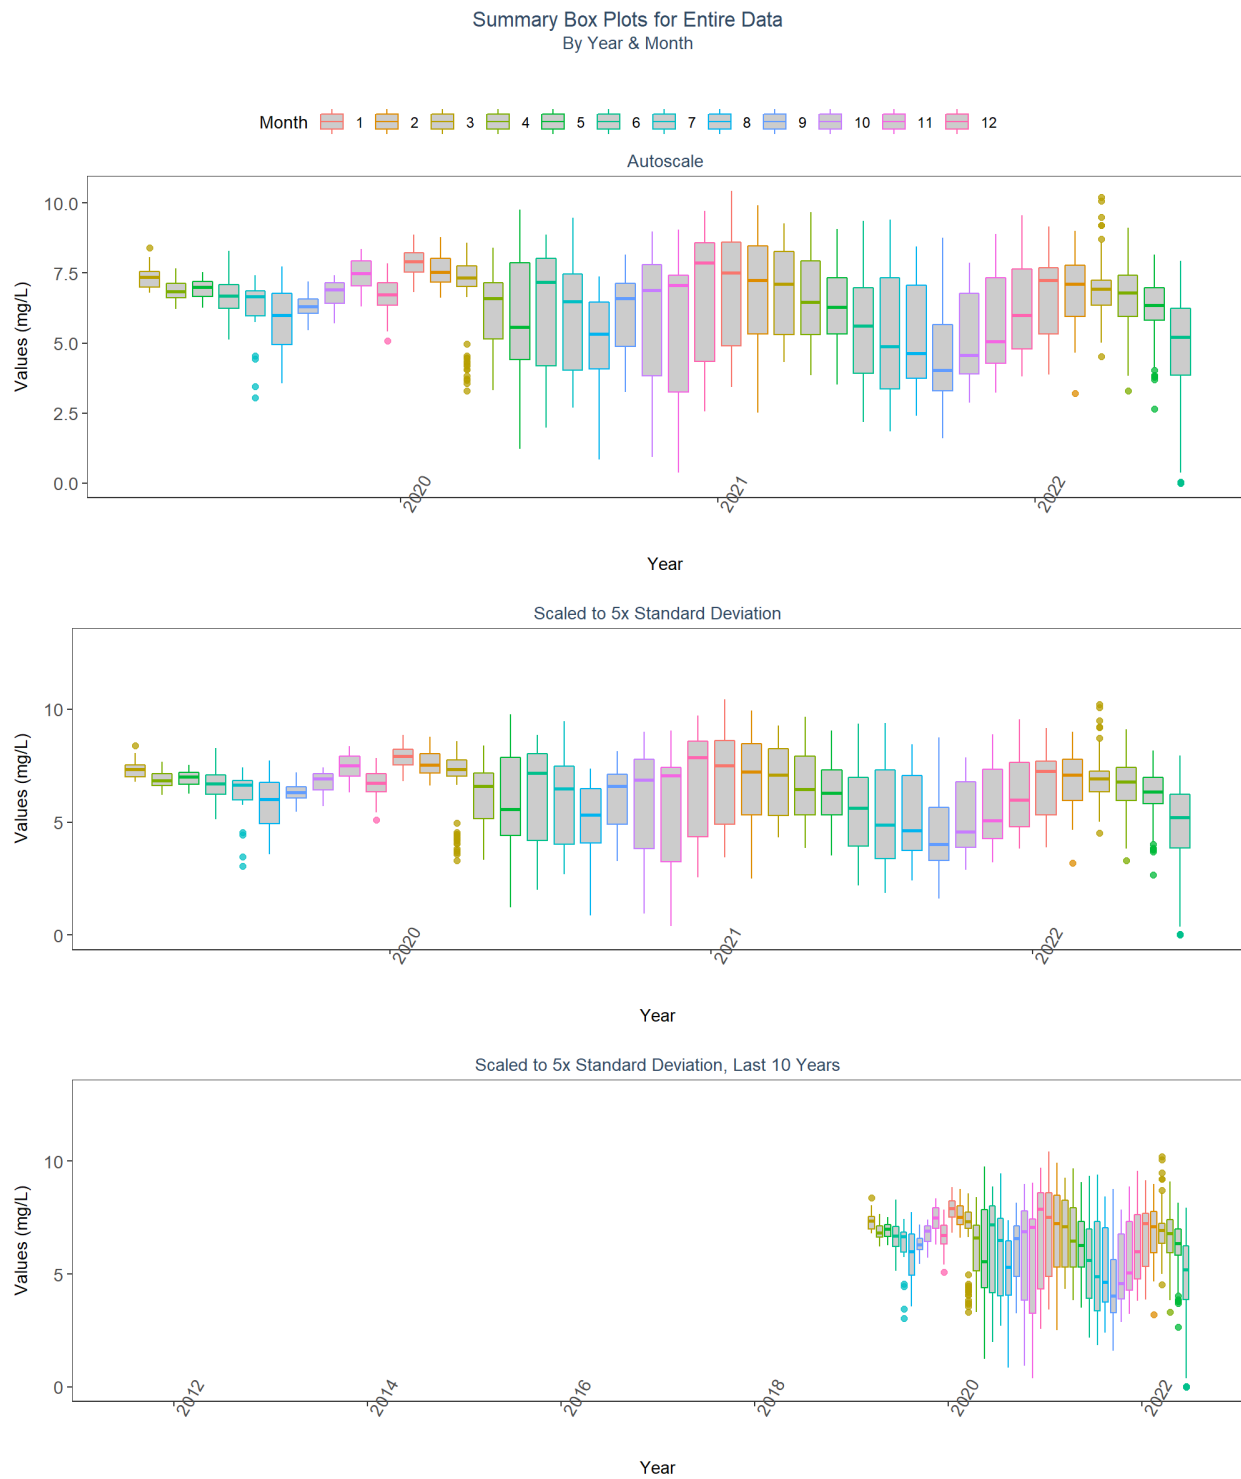 Summary Box Plots for Entire Data
By Year & Month
Month 1 2 3 4 5 6 7 8 9 10 11 12
Autoscale
Values (mg/L)
10.0
7.5
5.0
2.5
0.0
2020 2021 2022
Year
Scaled to 5x Standard Deviation
Values (mg/L)
10
5
0
2020 2021 2022
Year
Scaled to 5x Standard Deviation, Last 10 Years
Values (mg/L)
10
5
0
2012 2014 2016 2018 2020 2022
Year